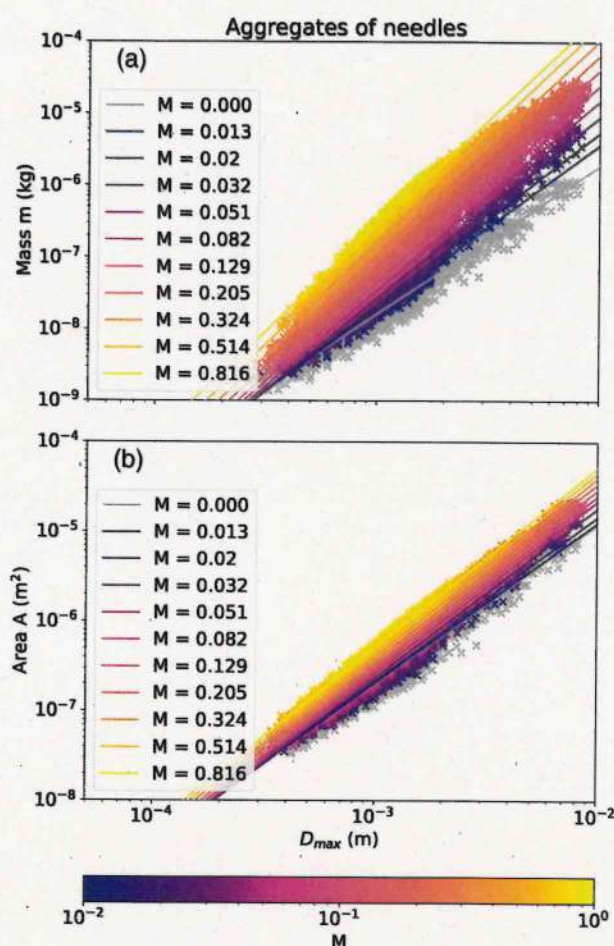 Aggregates of needles
(a)
10⁻⁴
10⁻⁵
10⁻⁶
10⁻⁷
10⁻⁸
10⁻⁹
Mass m (kg)
M = 0.000
M = 0.013
M = 0.02
M = 0.032
M = 0.051
M = 0.082
M = 0.129
M = 0.205
M = 0.324
M = 0.514
M = 0.816
(b)
10⁻⁴
10⁻⁵
10⁻⁶
10⁻⁷
10⁻⁸
Area A (m²)
M = 0.000
M = 0.013
M = 0.02
M = 0.032
M = 0.051
M = 0.082
M = 0.129
M = 0.205
M = 0.324
M = 0.514
M = 0.816
10⁻⁴ 10⁻³ 10⁻²
D_max (m)
10⁻² 10⁻¹ 10⁰
M